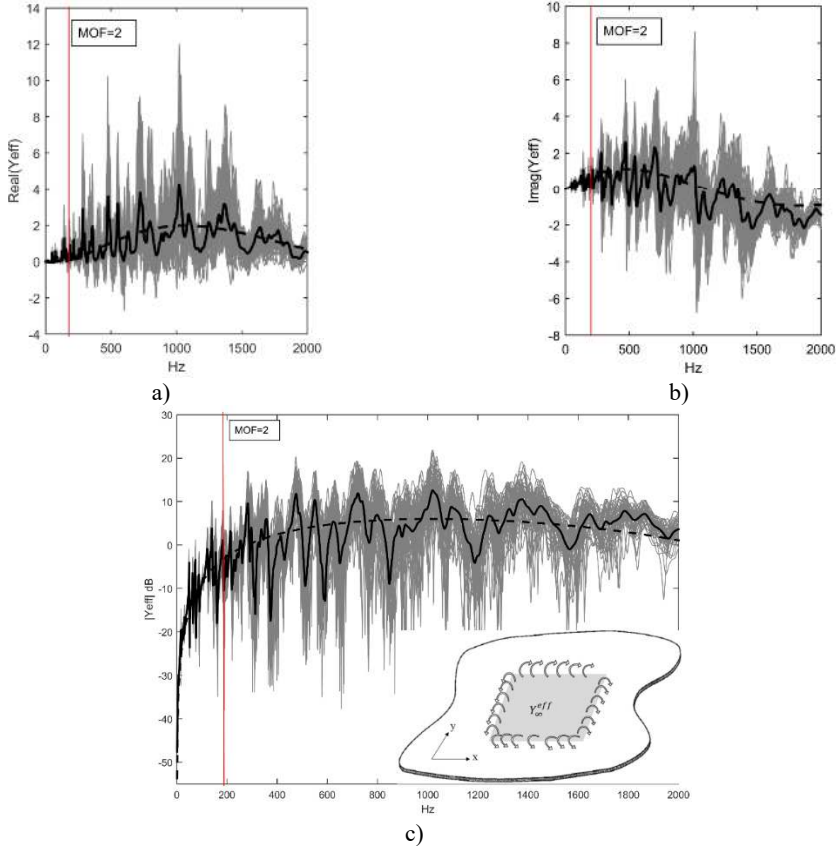 MOF=2
14
12
10
8
6
4
2
0
-2
-4
Real(Yeff)
0 500 1000 1500 2000
Hz
a)
MOF=2
10
8
6
4
2
0
-2
-4
-6
-8
Imag(Yeff)
0 500 1000 1500 2000
Hz
b)
MOF=2
30
20
10
0
-10
-20
-30
-40
-50
|Yeff| dB
0 200 400 600 800 1000 1200 1400 1600 1800 2000
Hz
Y∞^eff
y
x
c)